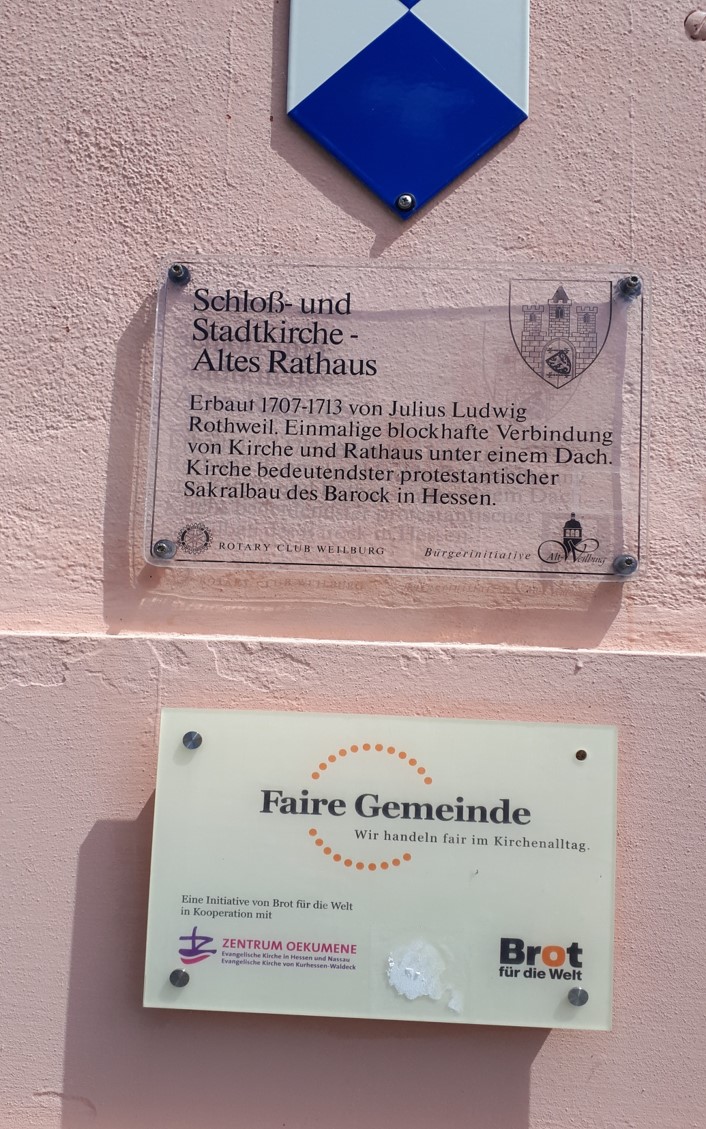 Schloß- und
Stadtkirche -
Altes Rathaus
Erbaut 1707-1713 von Julius Ludwig
Rothweil. Einmalige blockhafte Verbindung
von Kirche und Rathaus unter einem Dach.
Kirche bedeutendster protestantischer
Sakralbau des Barock in Hessen.
ROTARY CLUB WEILBURG
Bürgerinitiative Alt-Weilburg
Faire Gemeinde
Wir handeln fair im Kirchenalltag.
Eine Initiative von Brot für die Welt
in Kooperation mit
ZENTRUM OEKUMENE
Evangelische Kirche in Hessen und Nassau
Evangelische Kirche von Kurhessen-Waldeck
Brot
für die Welt